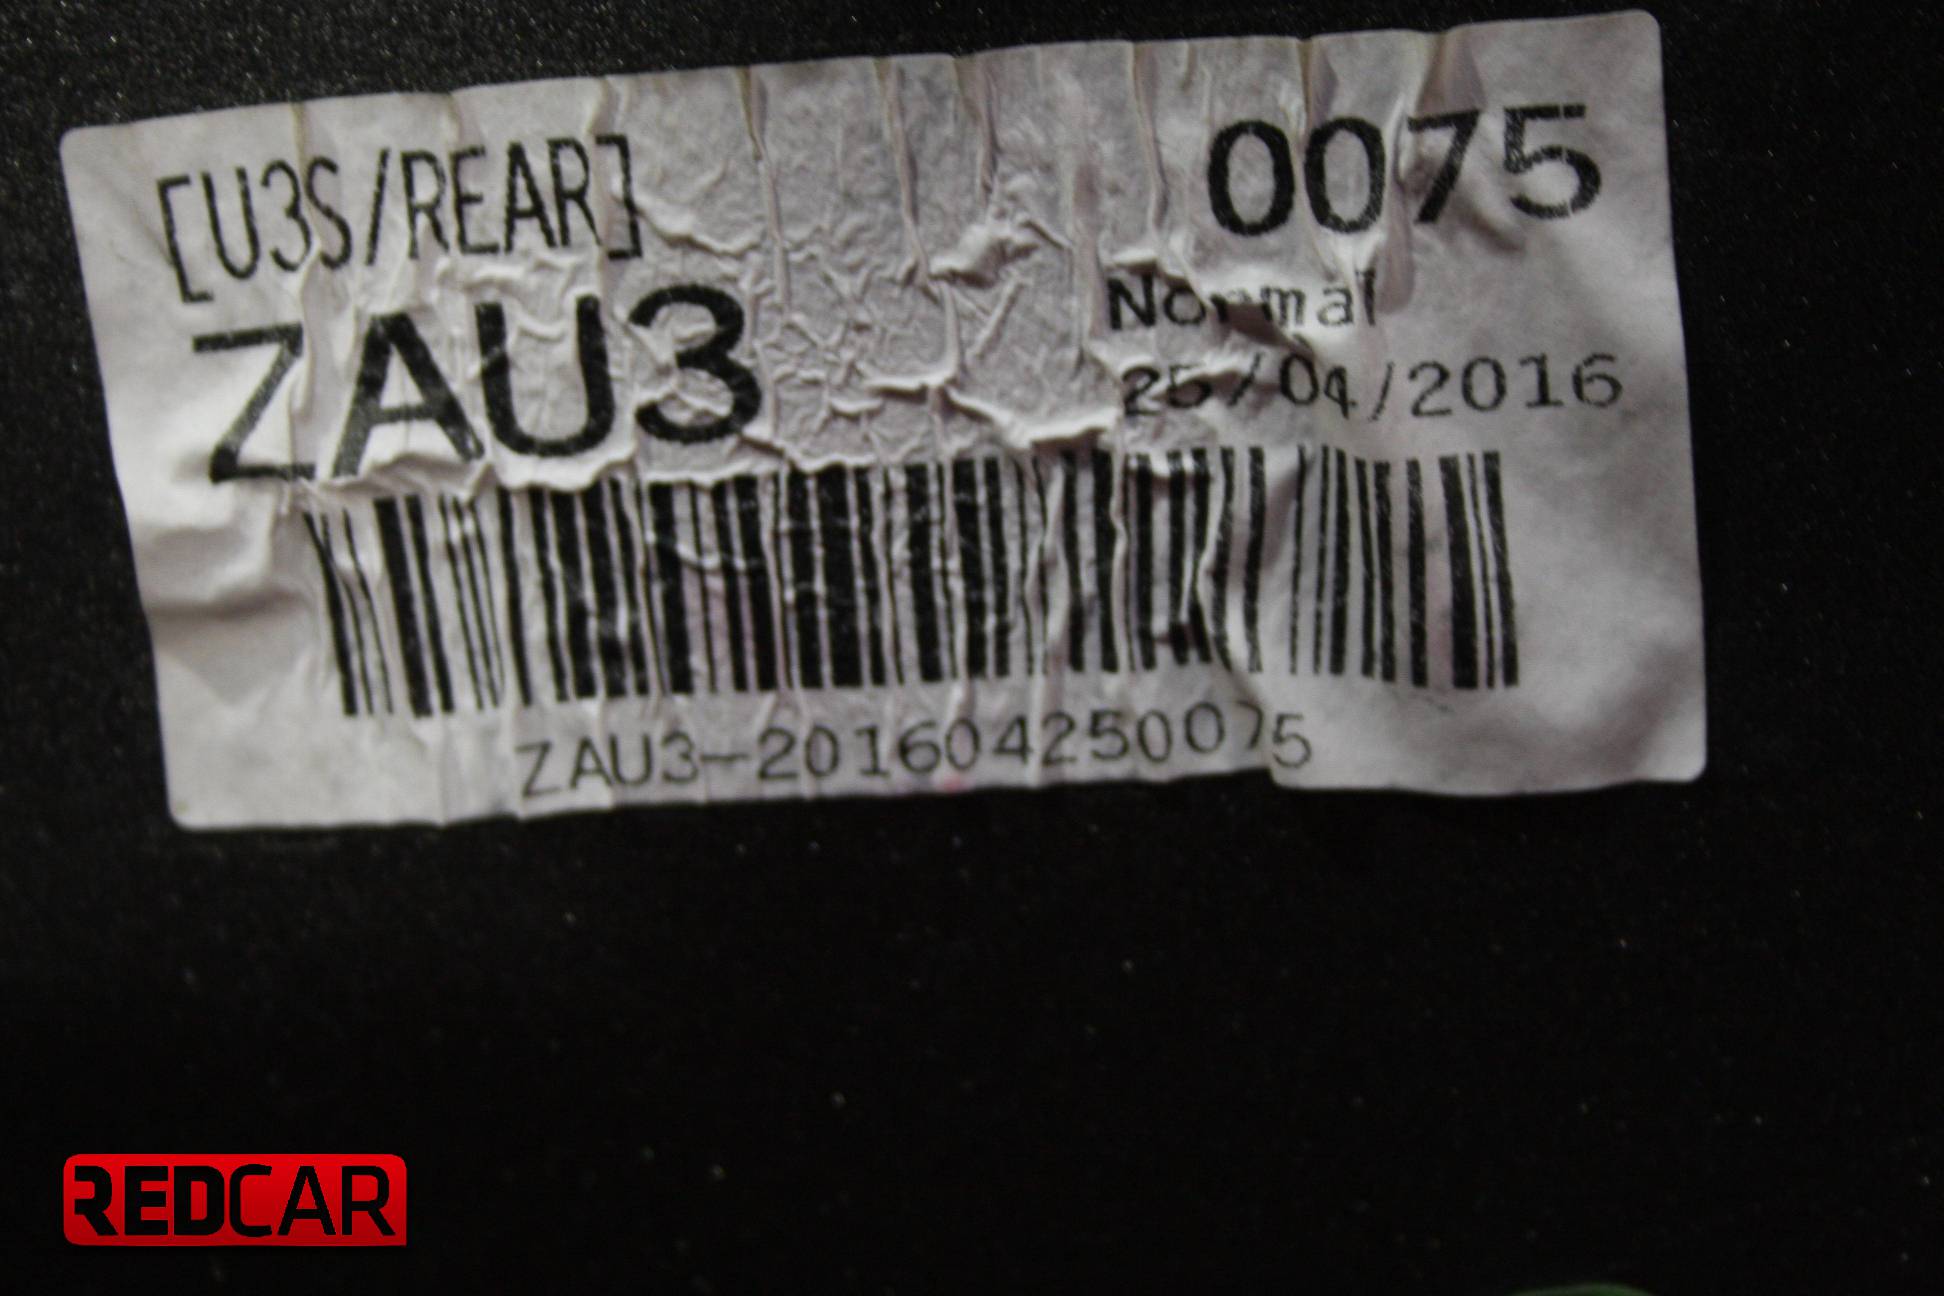 [U3S/REAR]
0075
ZAU3
Normal
25/04/2016
ZAU3-201604250075
REDCAR